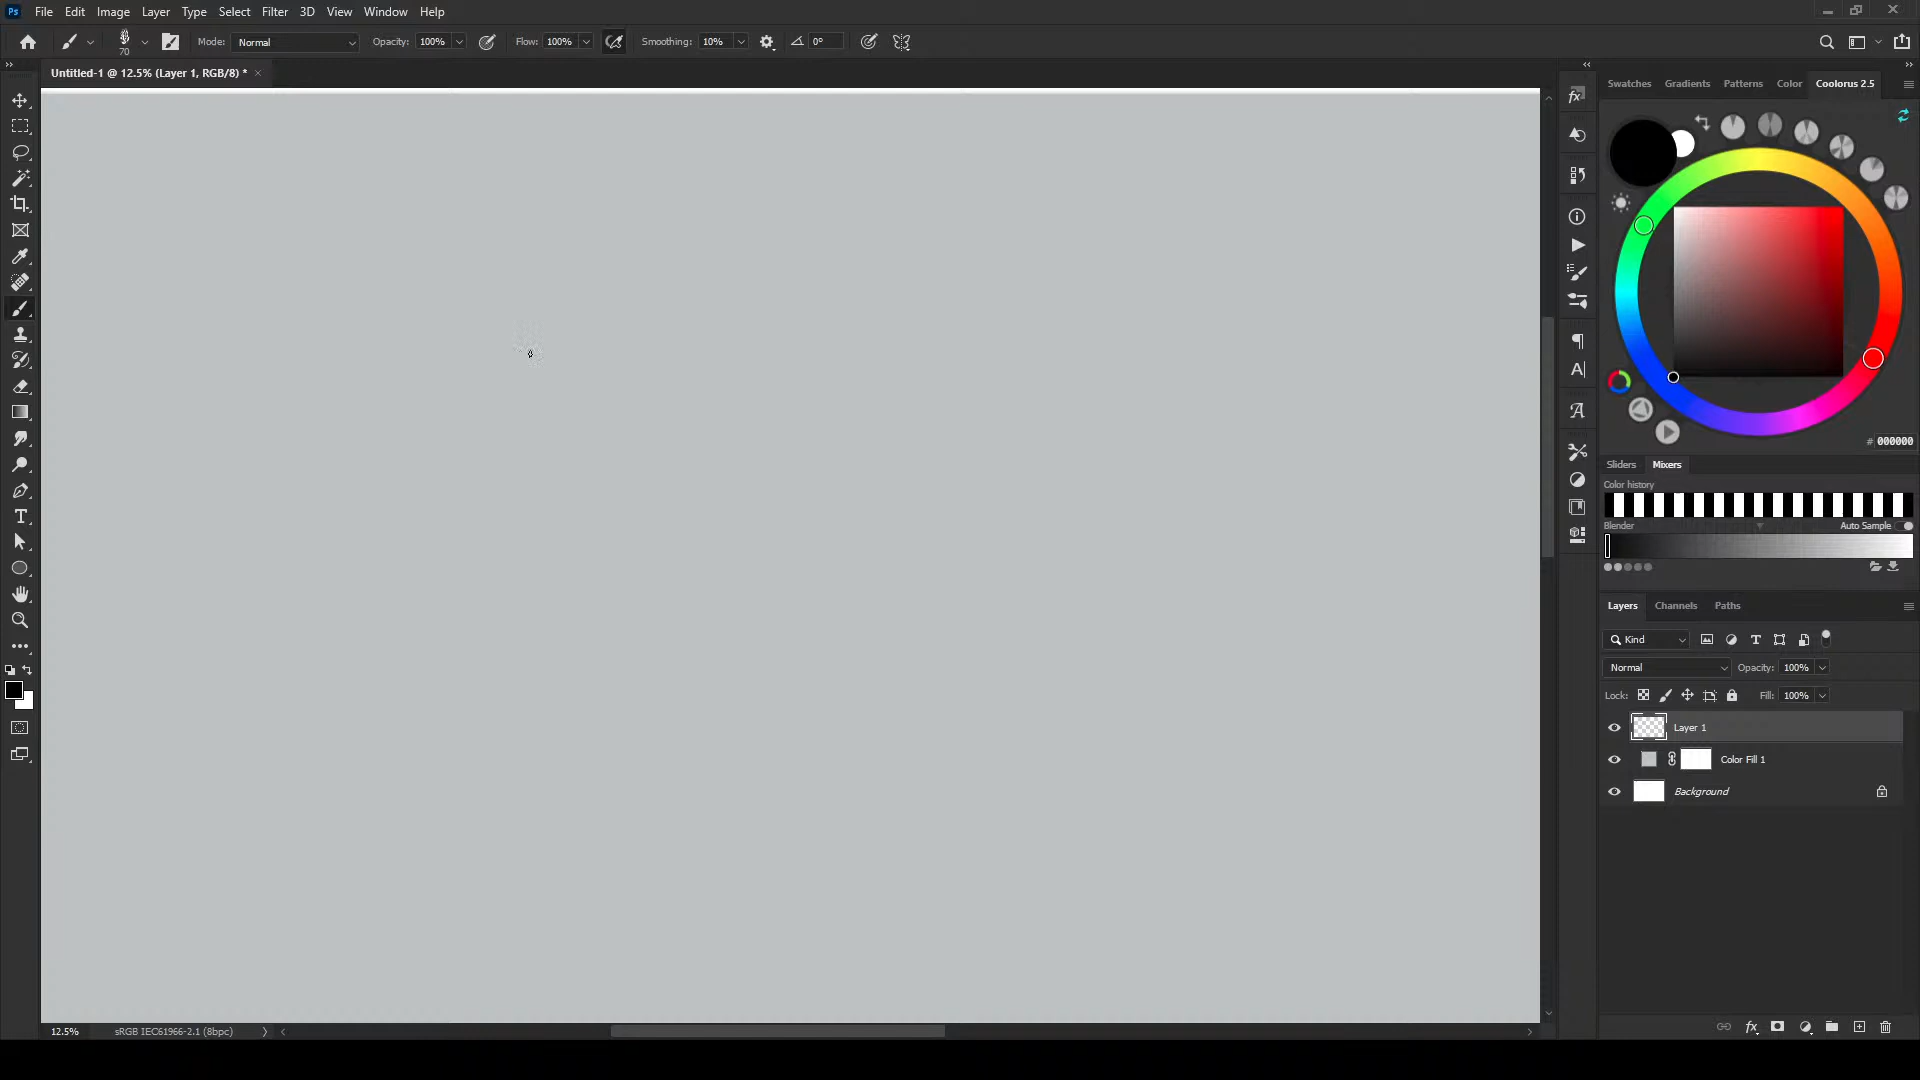 Ps File Edit Image Layer Type Select Filter 3D View Window Help
70 Mode: Normal Opacity: 100% Flow: 100% Smoothing: 10% 0°
Untitled-1 @ 12.5% (Layer 1, RGB/8) *
Swatches Gradients Patterns Color Coolorus 2.5
# 000000
Sliders Mixers
Color history
Blender Auto Sample
Layers Channels Paths
Kind
Normal Opacity: 100%
Lock: Fill: 100%
Layer 1
Color Fill 1
Background
12.5% sRGB IEC61966-2.1 (8bpc)